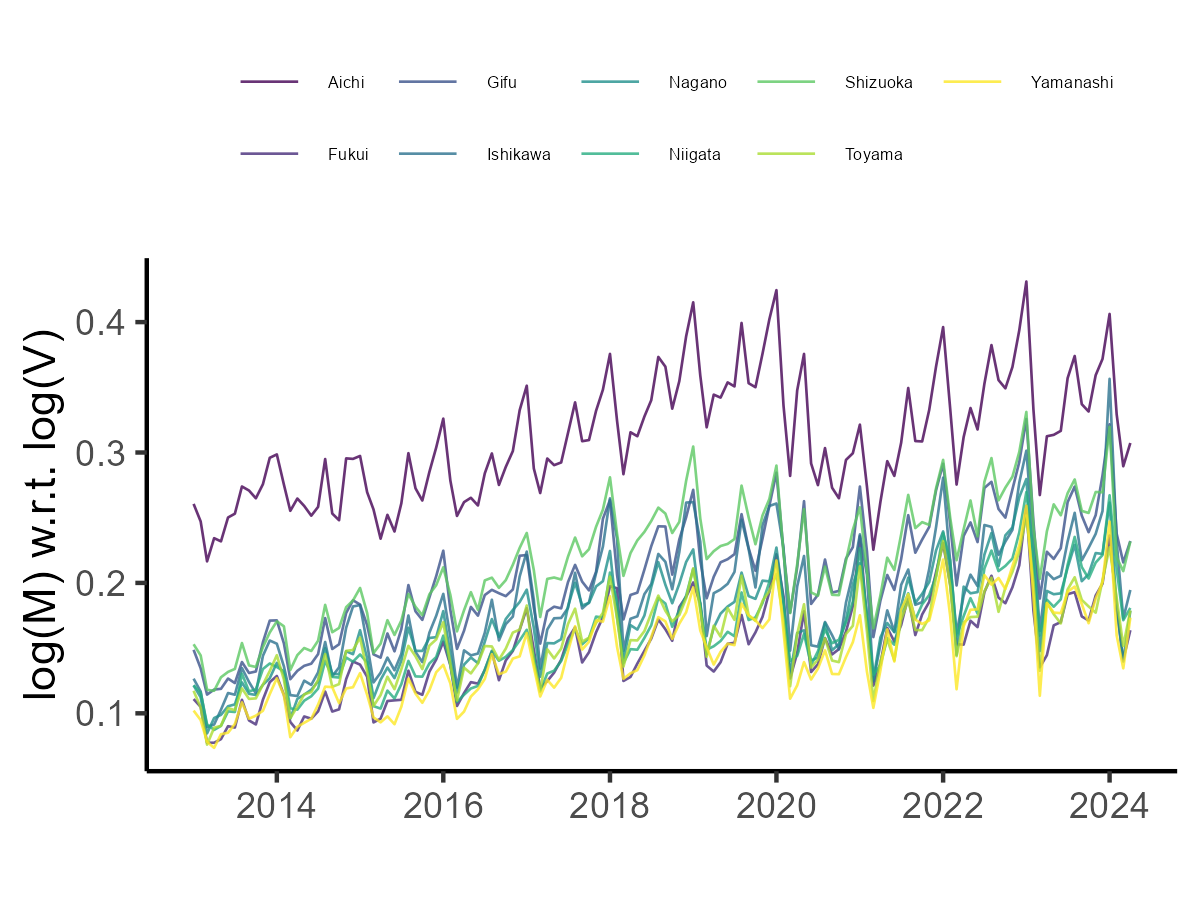 Aichi Gifu Nagano Shizuoka Yamanashi
Fukui Ishikawa Niigata Toyama
log(M) w.r.t. log(V)
0.4
0.3
0.2
0.1
2014 2016 2018 2020 2022 2024